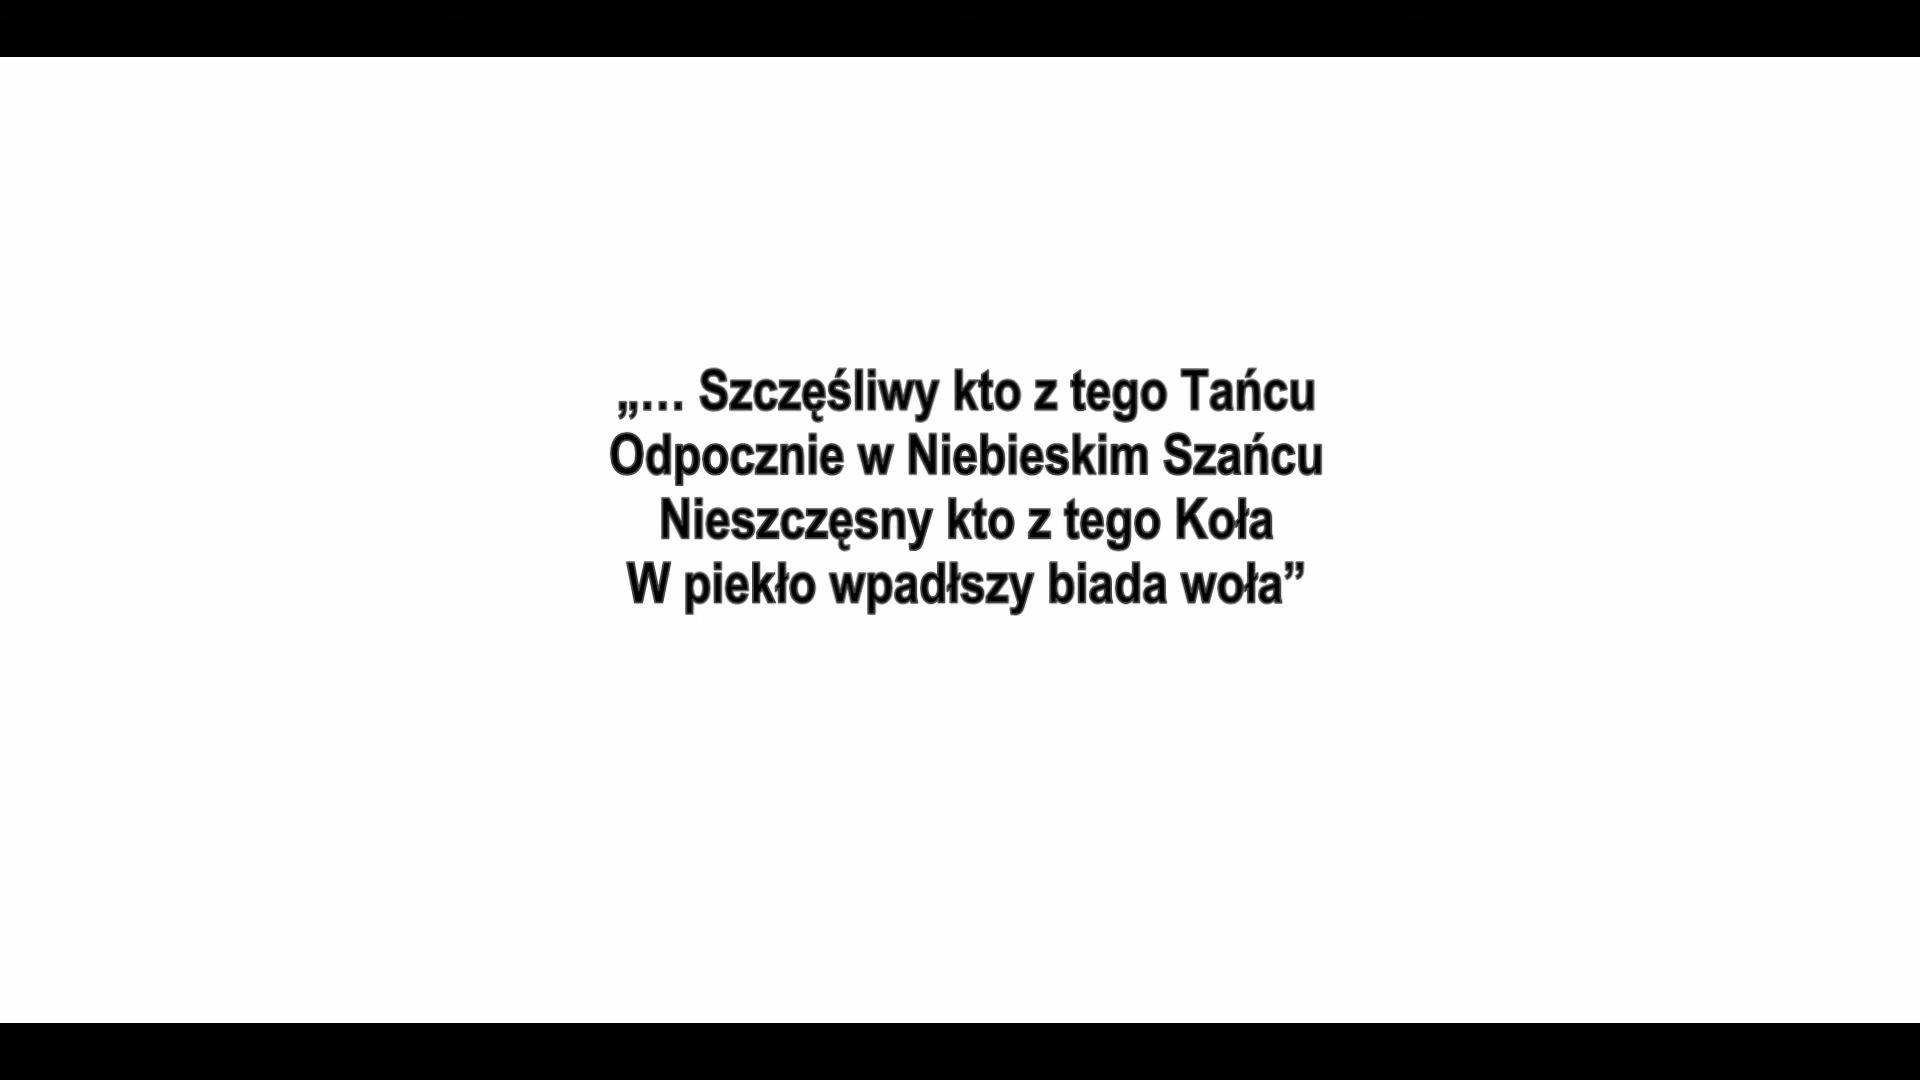 „… Szczęśliwy kto z tego Tańcu
Odpocznie w Niebieskim Szańcu
Nieszczęsny kto z tego Koła
W piekło wpadłszy biada woła”